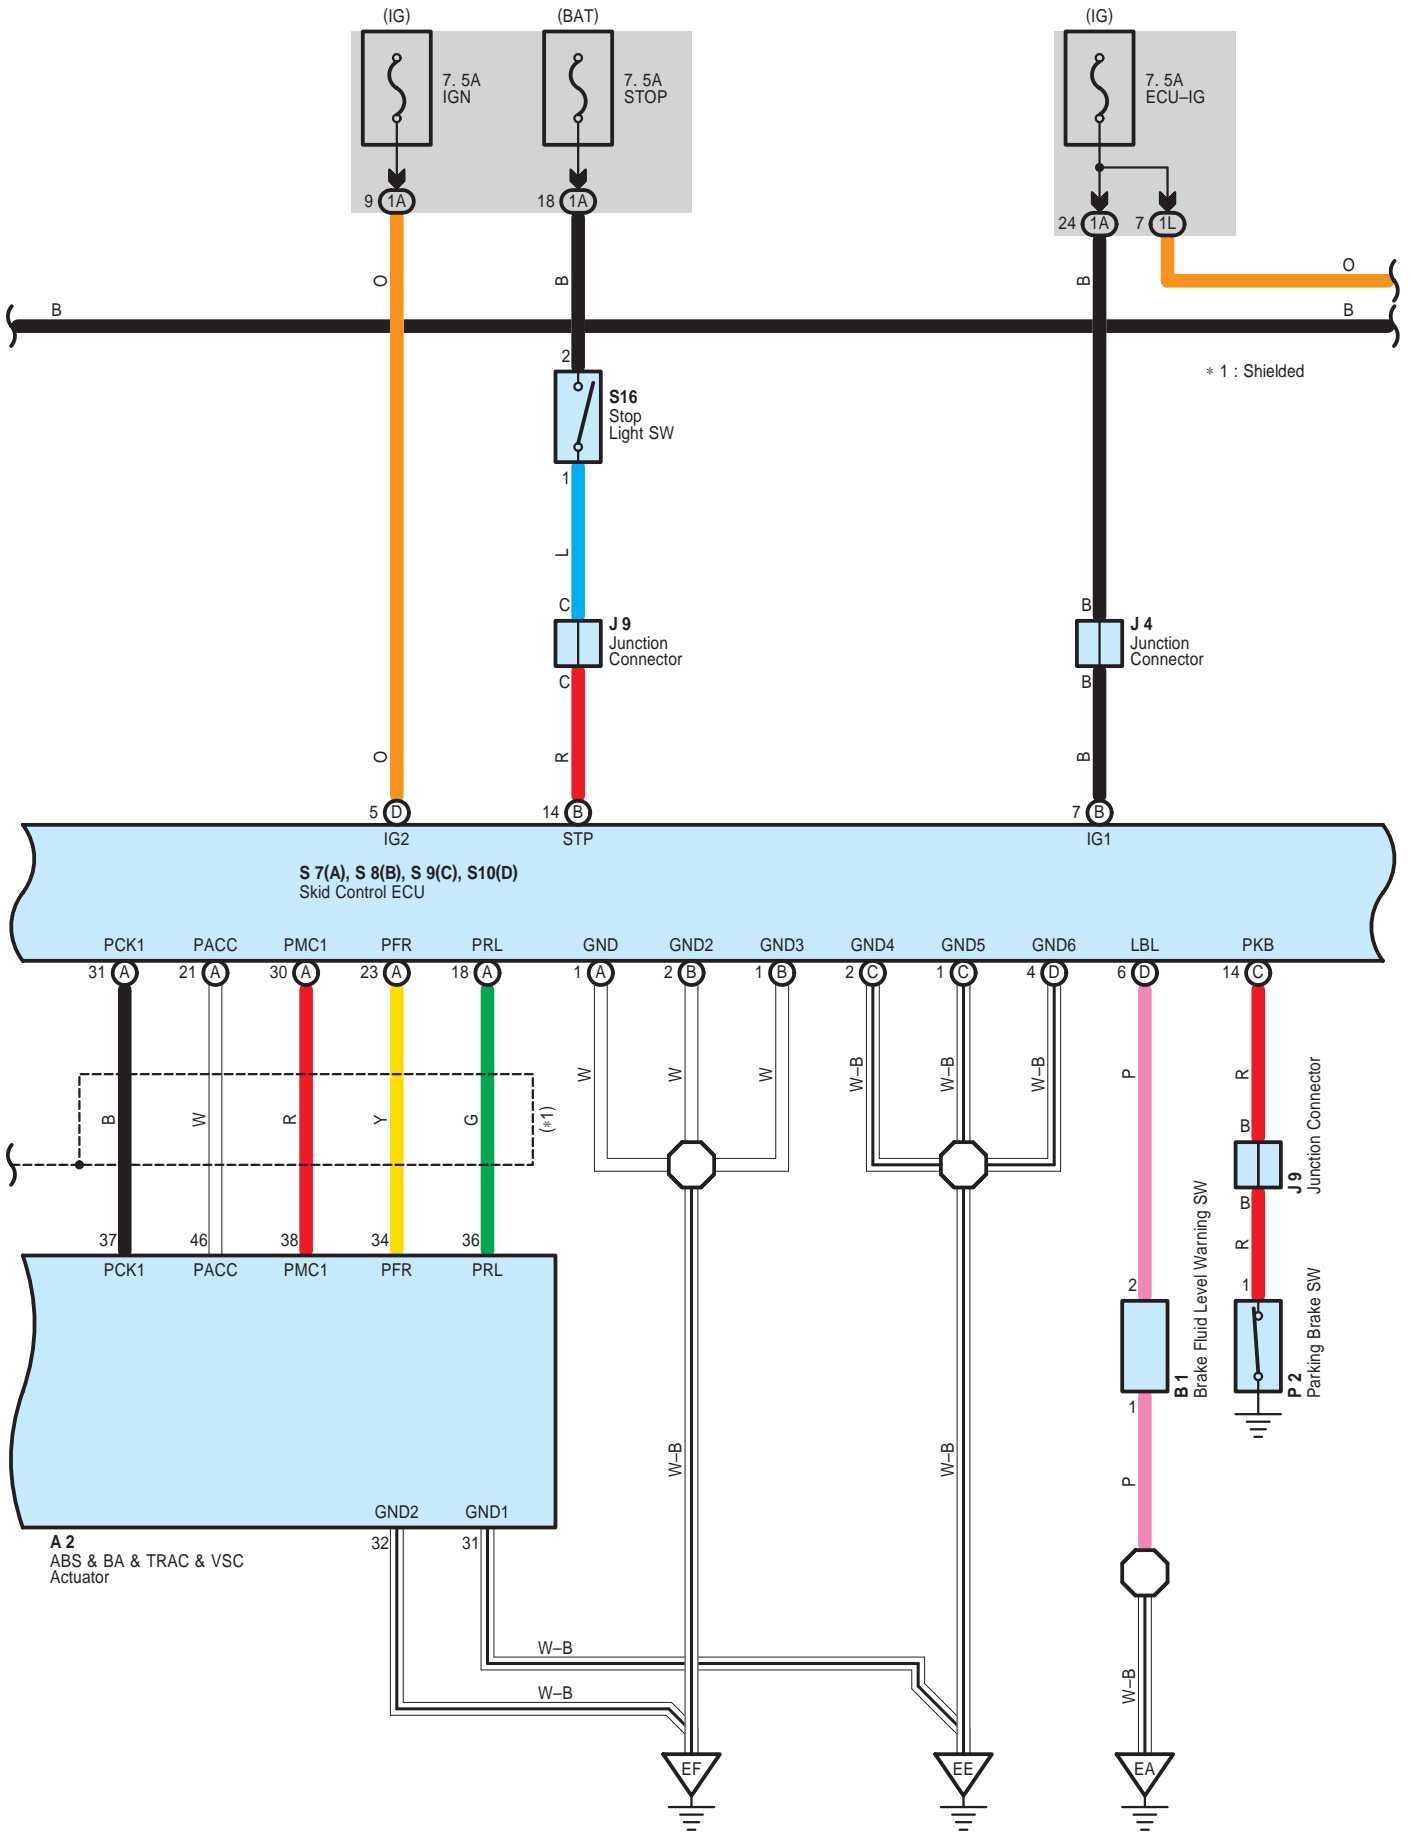 (IG) (BAT) (IG)
7. 5A
IGN
7. 5A
STOP
7. 5A
ECU–IG
9 1A 18 1A 24 1A 7 1L
O B B O
B B
2
* 1 : Shielded
S16
Stop
Light SW
1
L
C B
J 9
Junction
Connector
J 4
Junction
Connector
C B
O R B
5 D 14 B 7 B
IG2 STP IG1
S 7(A), S 8(B), S 9(C), S10(D)
Skid Control ECU
PCK1 PACC PMC1 PFR PRL GND GND2 GND3 GND4 GND5 GND6 LBL PKB
31 A 21 A 30 A 23 A 18 A 1 A 2 B 1 B 2 C 1 C 4 D 6 D 14 C
W W W W–B W–B W–B P R
B W R Y G (*1)
B
J 9
Junction Connector
B
R
37 46 38 34 36
PCK1 PACC PMC1 PFR PRL
2 1
B 1
Brake Fluid Level Warning SW
P 2
Parking Brake SW
1
W–B W–B P
GND2 GND1
32 31
A 2
ABS & BA & TRAC & VSC
Actuator
W–B
W–B
W–B
EF EE EA